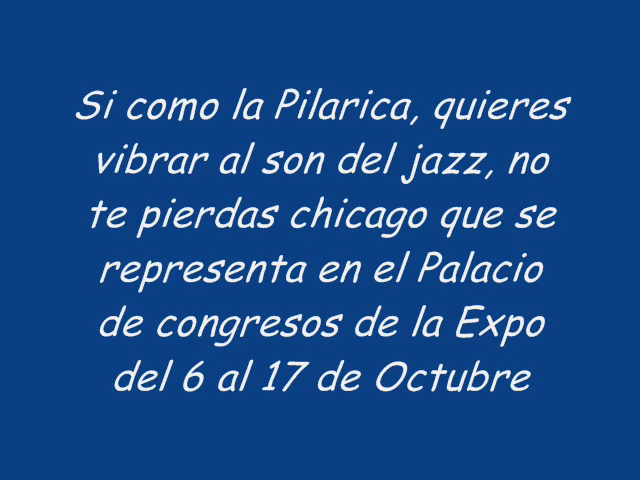 Si como la Pilarica, quieres
vibrar al son del jazz, no
te pierdas chicago que se
representa en el Palacio
de congresos de la Expo
del 6 al 17 de Octubre